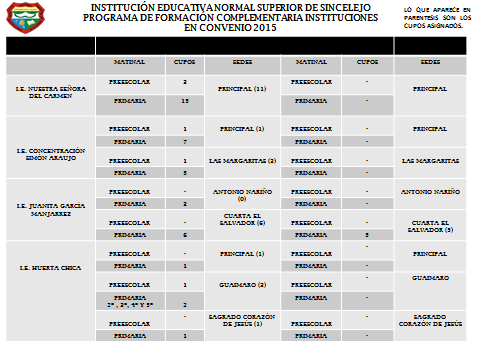 INSTITUCIÓN EDUCATIVA NORMAL SUPERIOR DE SINCELEJO
PROGRAMA DE FORMACIÓN COMPLEMENTARIA INSTITUCIONES
EN CONVENIO 2015
LO QUE APARECE EN
PARENTESIS SON LOS
CUPOS ASIGNADOS.
MATINAL CUPOS SEDES MATINAL CUPOS SEDES
I.E. NUESTRA SEÑORA
DEL CARMEN
PREESCOLAR 2 PRINCIPAL (11) PREESCOLAR - PRINCIPAL
PRIMARIA 15 PRIMARIA -
I.E. CONCENTRACIÓN
SIMÓN ARAUJO
PREESCOLAR 1 PRINCIPAL (1) PREESCOLAR - PRINCIPAL
PRIMARIA 7 PRIMARIA -
PREESCOLAR 1 LAS MARGARITAS (2) PREESCOLAR - LAS MARGARITAS
PRIMARIA 5 PRIMARIA -
I.E. JUANITA GARCÍA
MANJARREZ
PREESCOLAR - ANTONIO NARIÑO
(0) PREESCOLAR - ANTONIO NARIÑO
PRIMARIA 2 PRIMARIA -
PREESCOLAR - CUARTA EL
SALVADOR (6) PREESCOLAR - CUARTA EL
SALVADOR (5)
PRIMARIA 6 PRIMARIA 5
I.E. HUERTA CHICA
PREESCOLAR - PRINCIPAL (1) PREESCOLAR - PRINCIPAL
PRIMARIA 1 PRIMARIA -
PREESCOLAR 1 GUAIMARO (2) PREESCOLAR - GUAIMARO
PRIMARIA
2°, 3°, 4° Y 5° 2 PRIMARIA -
PREESCOLAR - SAGRADO CORAZÓN
DE JESÚS (1) PREESCOLAR - SAGRADO
CORAZÓN DE JESÚS
PRIMARIA 1 PRIMARIA -